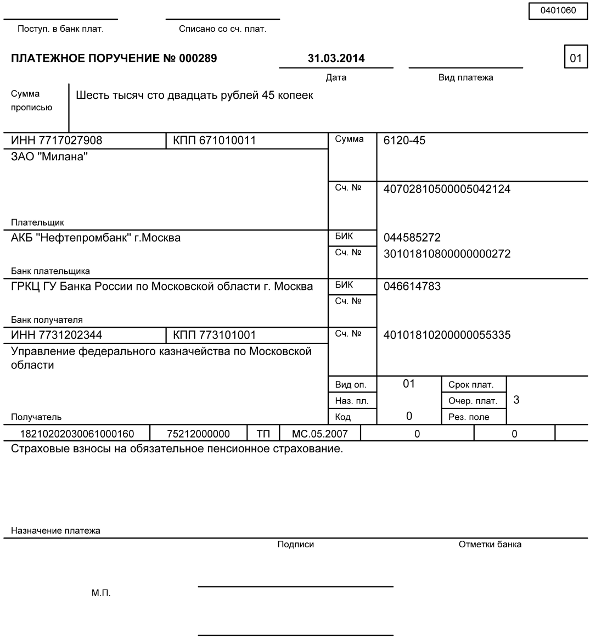 0401060
Поступ. в банк плат. Списано со сч. плат.
ПЛАТЕЖНОЕ ПОРУЧЕНИЕ № 000289 31.03.2014 01
Дата Вид платежа
Сумма прописью Шесть тысяч сто двадцать рублей 45 копеек
ИНН 7717027908 КПП 671010011 Сумма 6120-45
ЗАО "Милана"
Сч. № 40702810500005042124
Плательщик
АКБ "Нефтепромбанк" г.Москва БИК 044585272
Сч. № 30101810800000000272
Банк плательщика
ГРКЦ ГУ Банка России по Московской области г. Москва БИК 046614783
Сч. №
Банк получателя
ИНН 7731202344 КПП 773101001 Сч. № 40101810200000055335
Управление федерального казначейства по Московской
области
Вид оп. 01 Срок плат.
Наз. пл. Очер. плат. 3
Получатель Код 0 Рез. поле
18210202030061000160 75212000000 ТП МС.05.2007 0 0
Страховые взносы на обязательное пенсионное страхование.
Назначение платежа
Подписи Отметки банка
М.П.